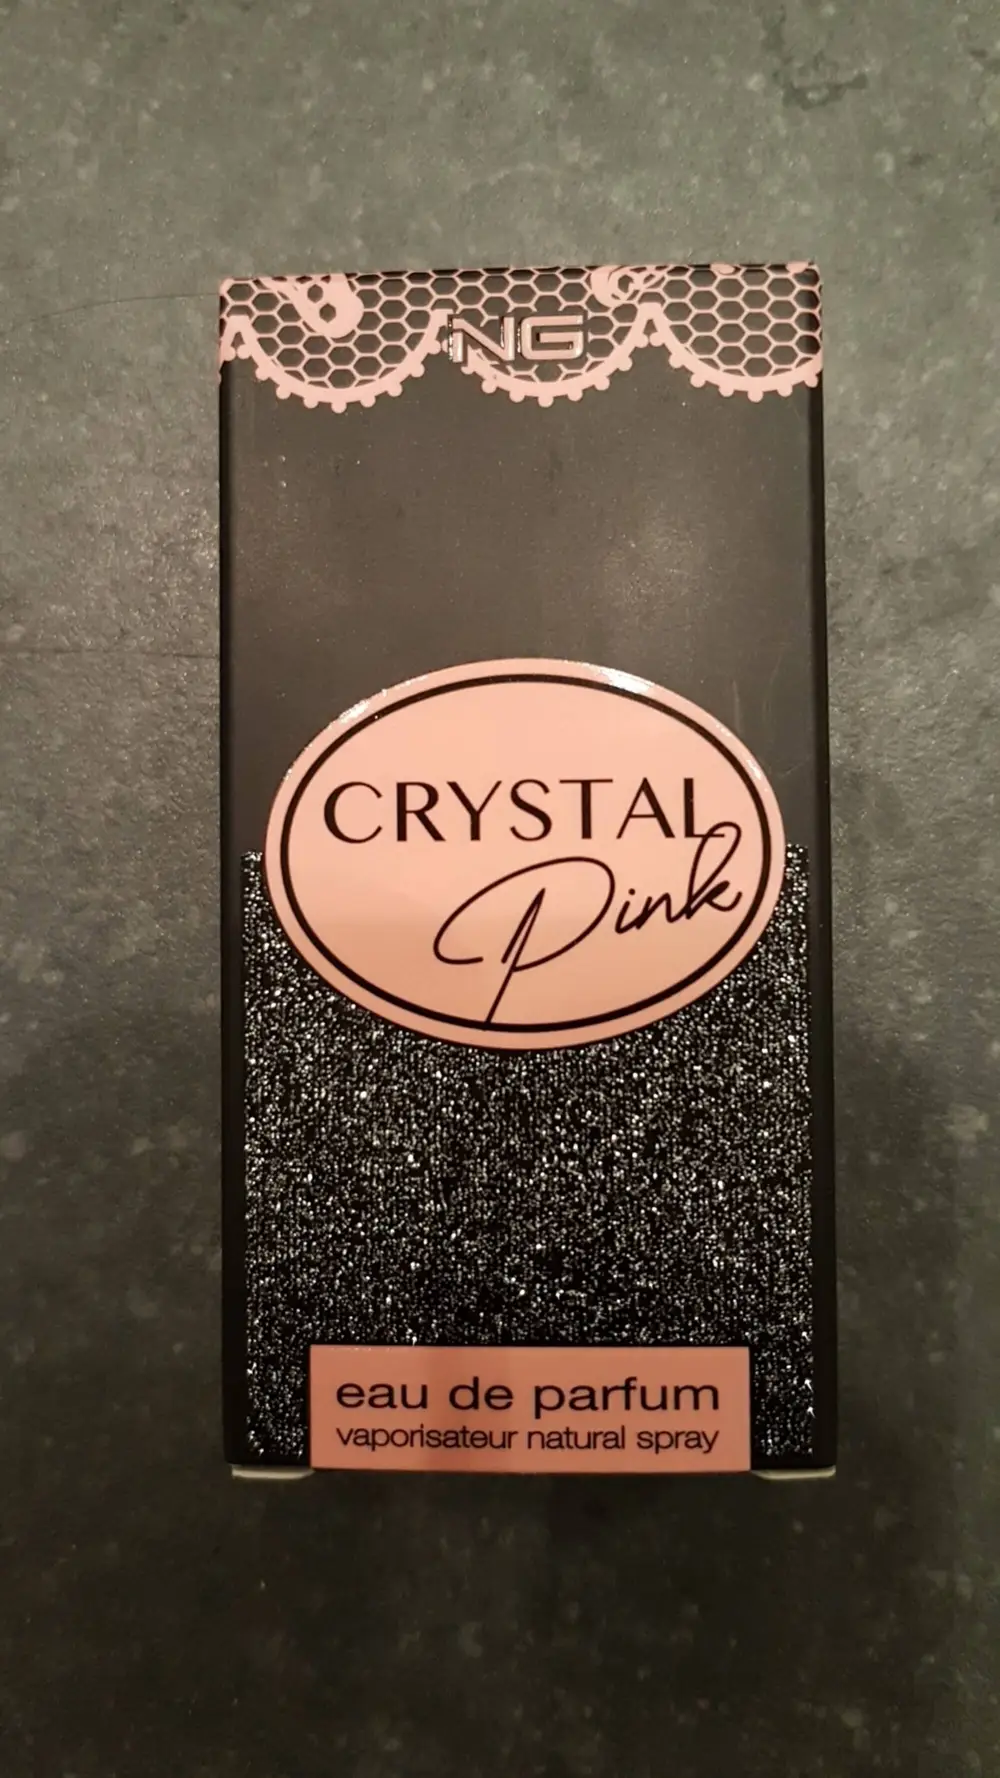 NG
CRYSTAL
Pink
eau de parfum
vaporisateur natural spray